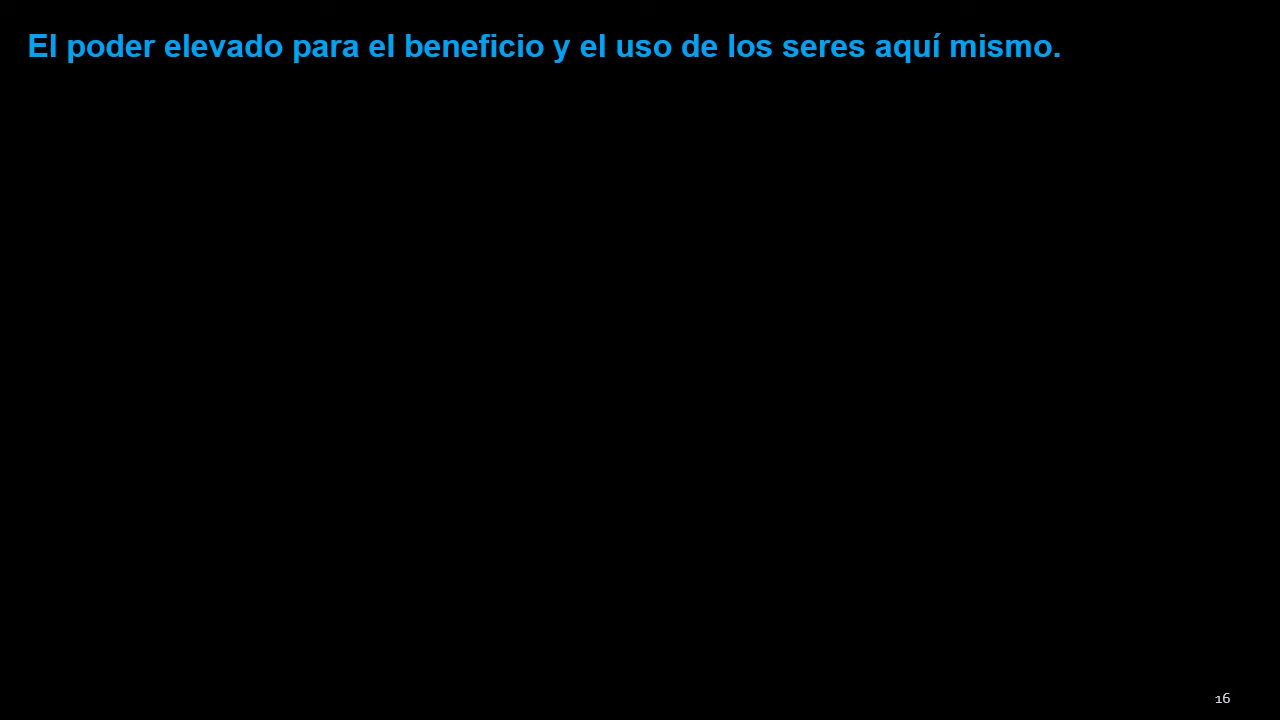 El poder elevado para el beneficio y el uso de los seres aquí mismo.
16